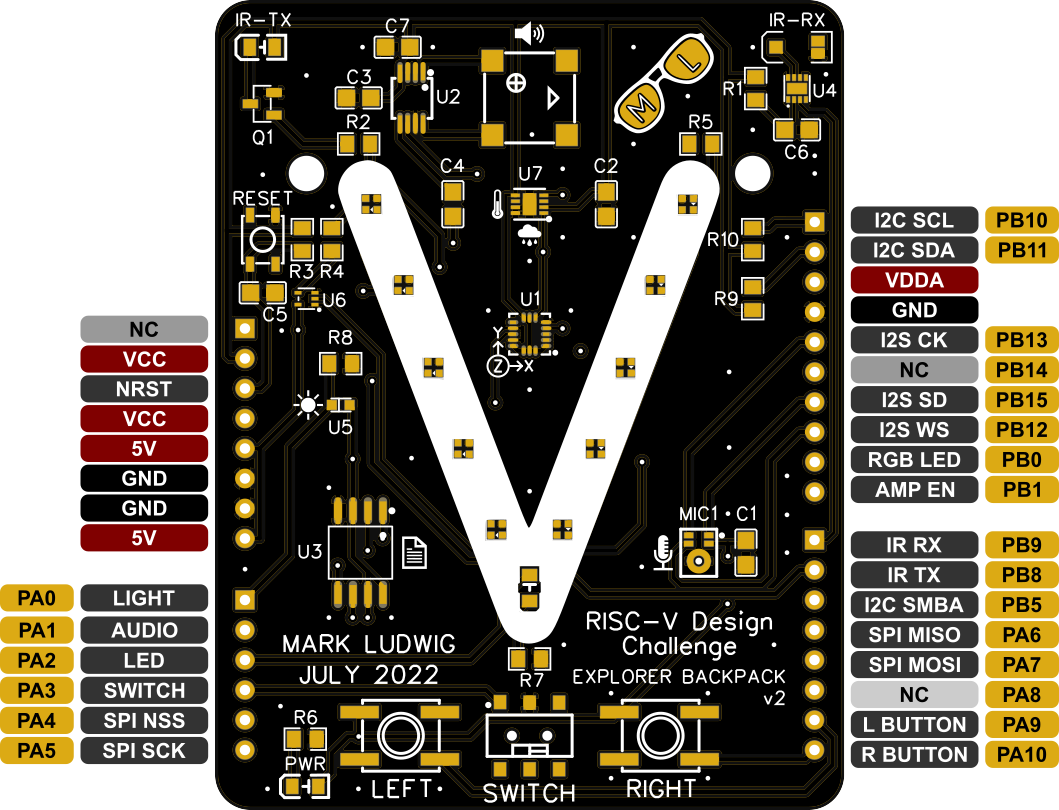 IR-TX
C7
IR-RX
C3
U2
M L
R1
U4
Q1
R2
R5
C6
C4
U7
C2
RESET
R3 R4
R10
C5
U6
R9
U1
Y
Z X
R8
U5
U3
MIC1
C1
MARK LUDWIG
JULY 2022
RISC-V Design
Challenge
EXPLORER BACKPACK
v2
R7
R6
PWR
LEFT
SWITCH
RIGHT
NC
VCC
NRST
VCC
5V
GND
GND
5V
PA0 LIGHT
PA1 AUDIO
PA2 LED
PA3 SWITCH
PA4 SPI NSS
PA5 SPI SCK
I2C SCL PB10
I2C SDA PB11
VDDA
GND
I2S CK PB13
NC PB14
I2S SD PB15
I2S WS PB12
RGB LED PB0
AMP EN PB1
IR RX PB9
IR TX PB8
I2C SMBA PB5
SPI MISO PA6
SPI MOSI PA7
NC PA8
L BUTTON PA9
R BUTTON PA10